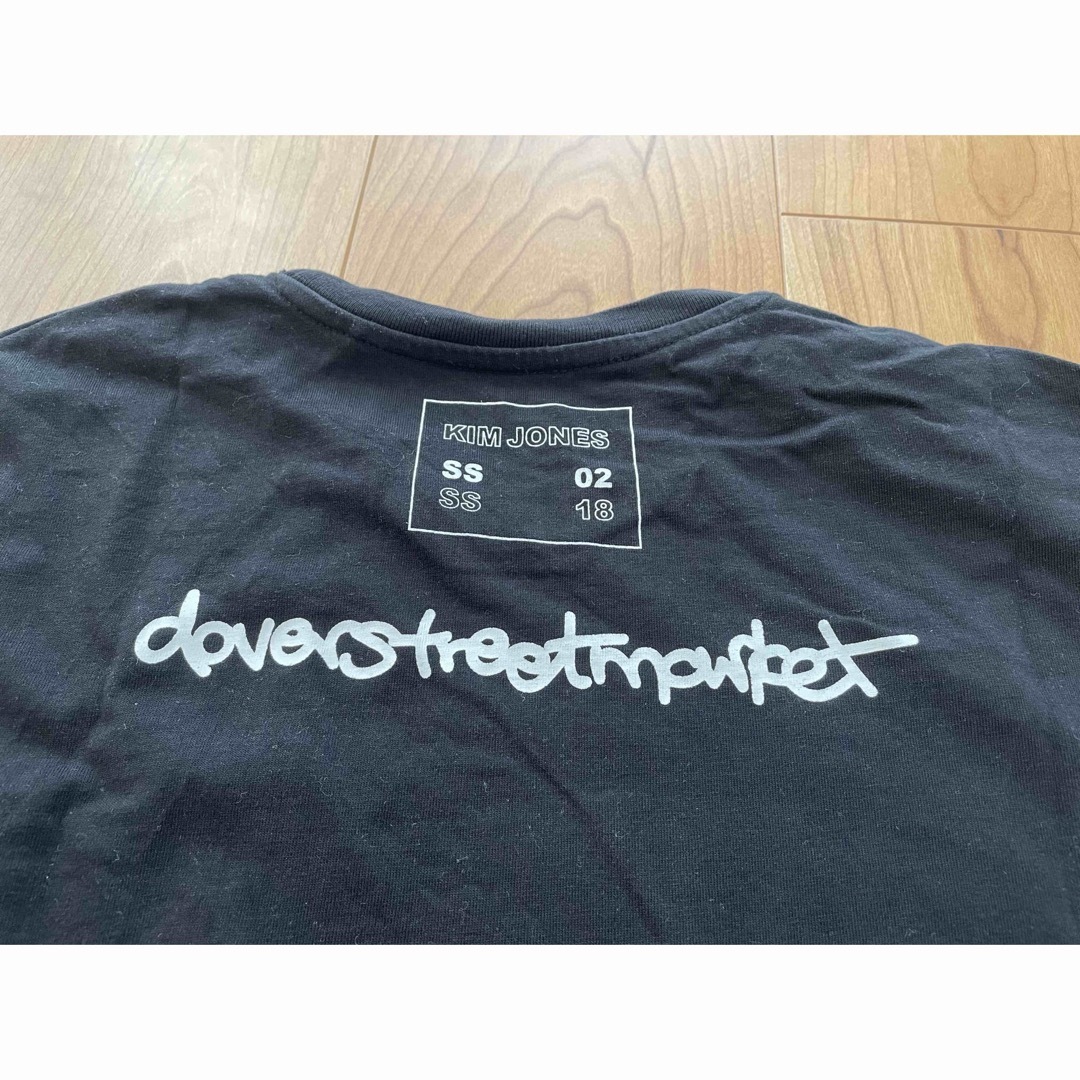 KIM JONES
SS 02
SS 18
doverstreetmarket